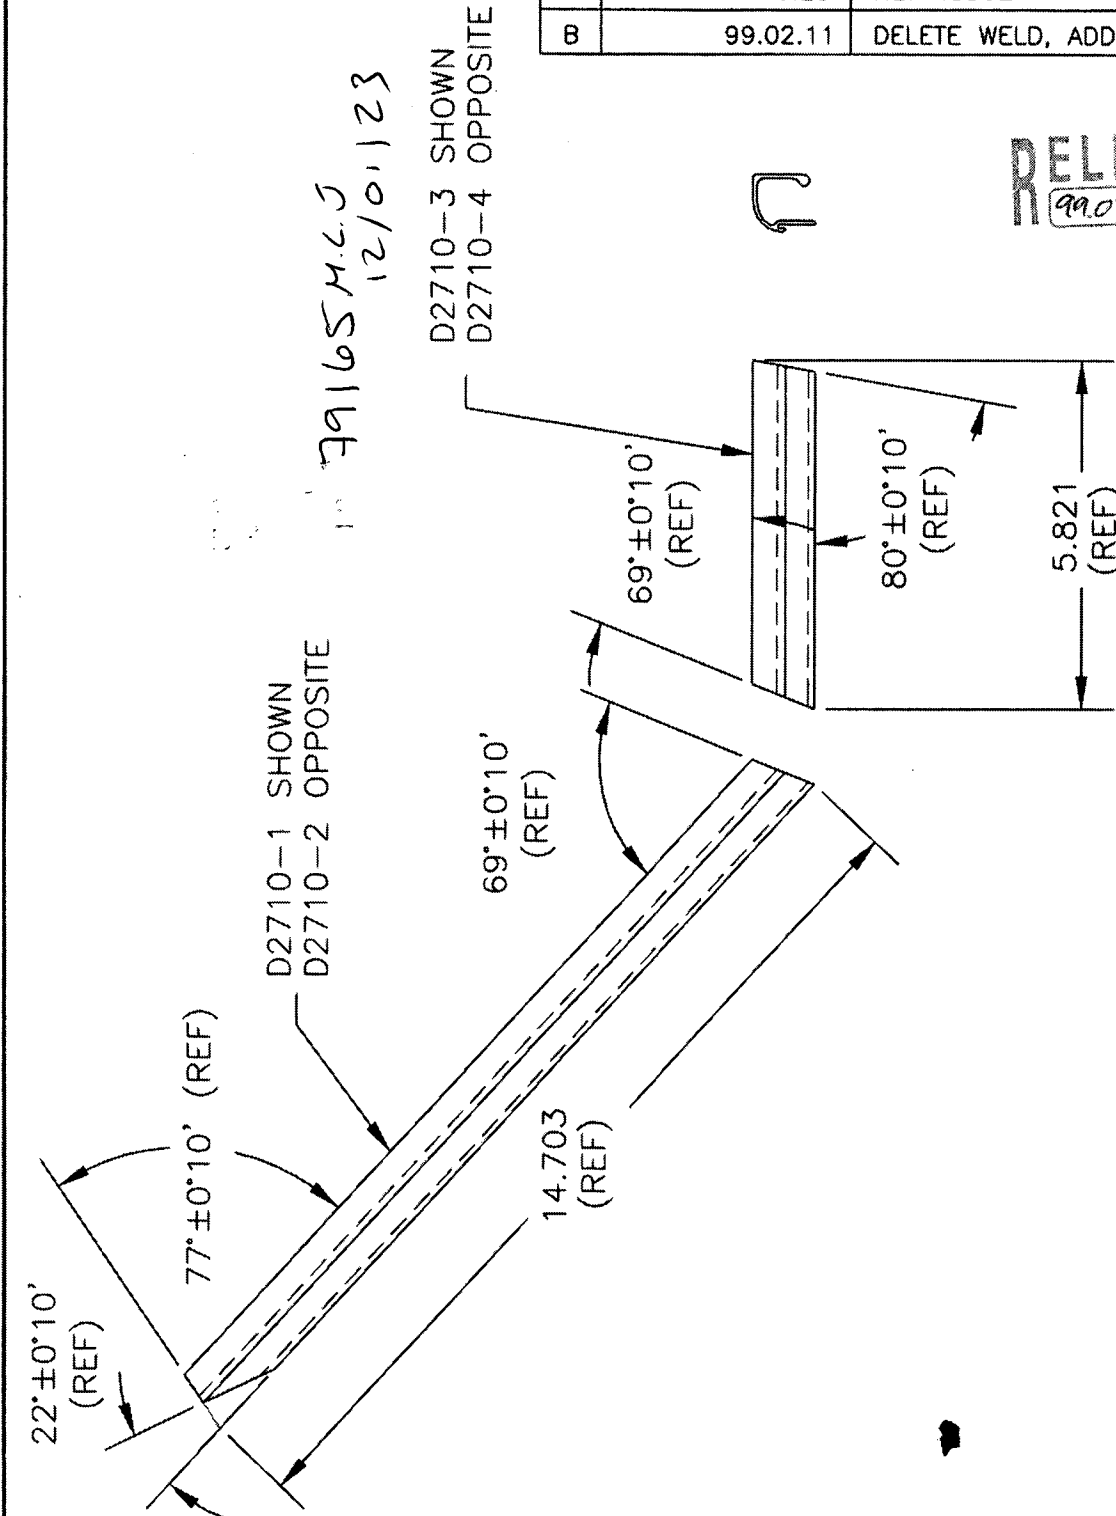 B 99.02.11 DELETE WELD, ADD
79165 M.C.J
12/01/23
D2710-3 SHOWN
D2710-4 OPPOSITE
D2710-1 SHOWN
D2710-2 OPPOSITE
69°±0°10'
(REF)
80°±0°10'
(REF)
5.821
(REF)
69°±0°10'
(REF)
77°±0°10' (REF)
22°±0°10'
(REF)
14.703
(REF)